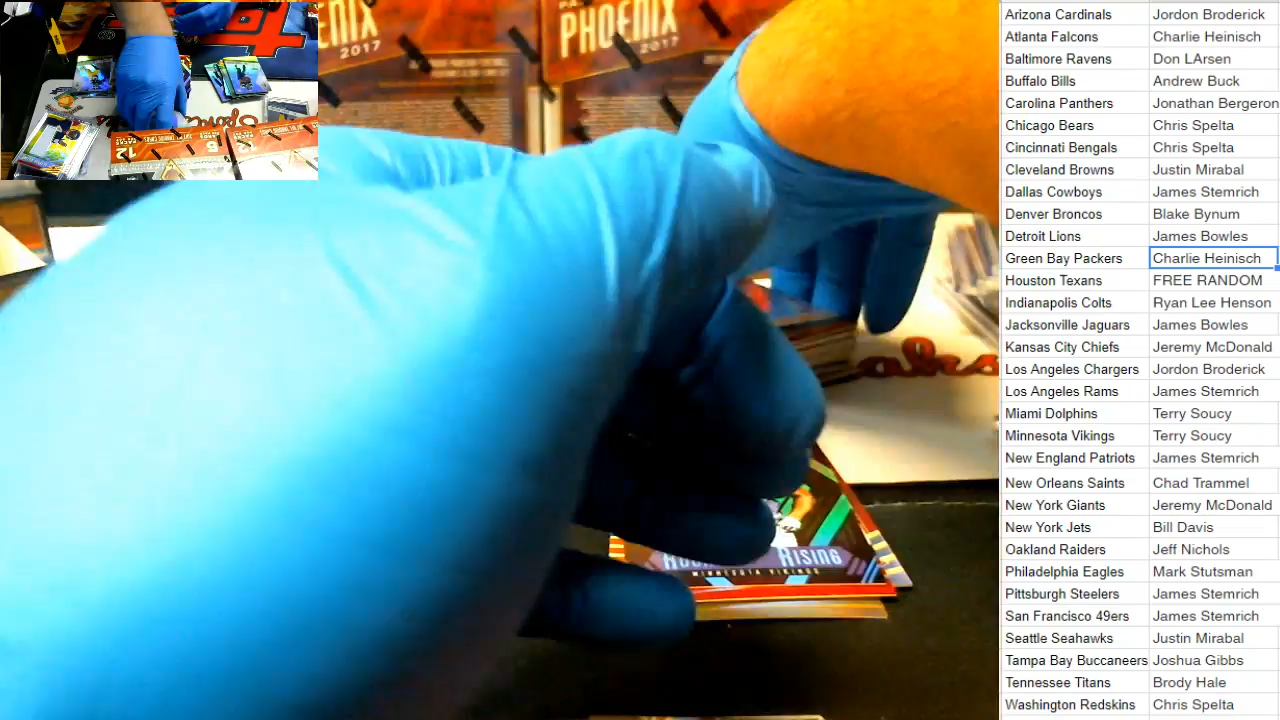 ENIX
2017
PHOENIX
2017
12
6
RISING
MINNESOTA VIKINGS
Arizona Cardinals Jordon Broderick
Atlanta Falcons Charlie Heinisch
Baltimore Ravens Don LArsen
Buffalo Bills Andrew Buck
Carolina Panthers Jonathan Bergeron
Chicago Bears Chris Spelta
Cincinnati Bengals Chris Spelta
Cleveland Browns Justin Mirabal
Dallas Cowboys James Stemrich
Denver Broncos Blake Bynum
Detroit Lions James Bowles
Green Bay Packers Charlie Heinisch
Houston Texans FREE RANDOM
Indianapolis Colts Ryan Lee Henson
Jacksonville Jaguars James Bowles
Kansas City Chiefs Jeremy McDonald
Los Angeles Chargers Jordon Broderick
Los Angeles Rams James Stemrich
Miami Dolphins Terry Soucy
Minnesota Vikings Terry Soucy
New England Patriots James Stemrich
New Orleans Saints Chad Trammel
New York Giants Jeremy McDonald
New York Jets Bill Davis
Oakland Raiders Jeff Nichols
Philadelphia Eagles Mark Stutsman
Pittsburgh Steelers James Stemrich
San Francisco 49ers James Stemrich
Seattle Seahawks Justin Mirabal
Tampa Bay Buccaneers Joshua Gibbs
Tennessee Titans Brody Hale
Washington Redskins Chris Spelta